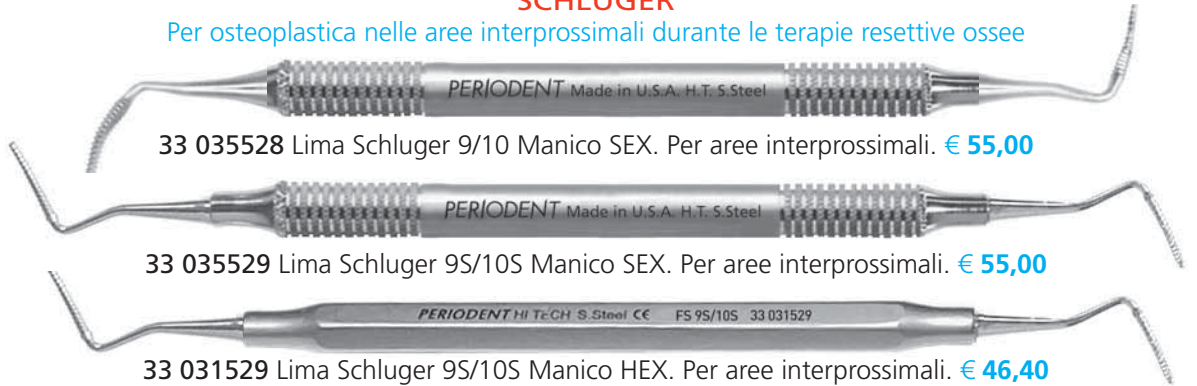 SCHLUGER
Per osteoplastica nelle aree interprossimali durante le terapie resettive ossee
PERIODENT Made in U.S.A. H.T. S.Steel
33 035528 Lima Schluger 9/10 Manico SEX. Per aree interprossimali. € 55,00
PERIODENT Made in U.S.A. H.T. S.Steel
33 035529 Lima Schluger 9S/10S Manico SEX. Per aree interprossimali. € 55,00
PERIODENT HI TECH S.Steel CE FS 9S/10S 33 031529
33 031529 Lima Schluger 9S/10S Manico HEX. Per aree interprossimali. € 46,40